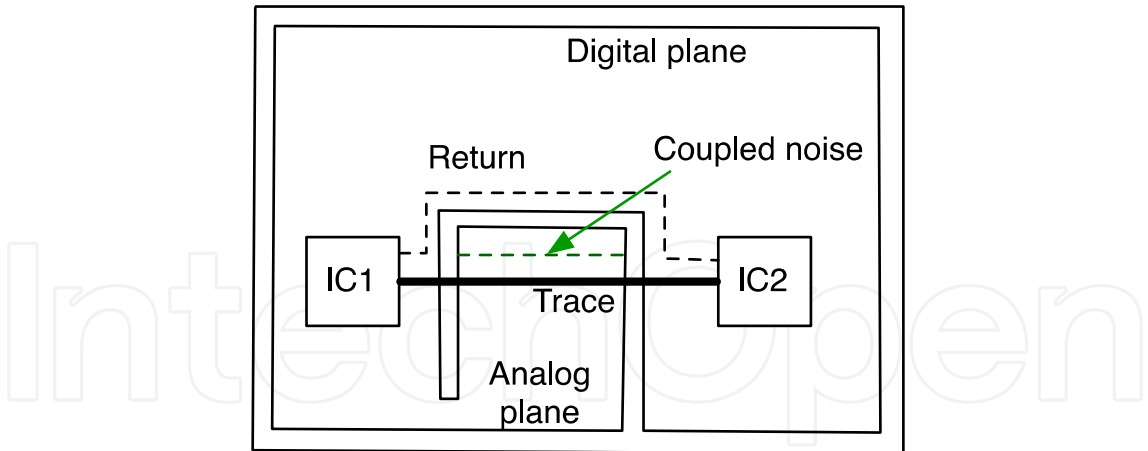 Digital plane
Return
Coupled noise
IC1
IC2
Trace
Analog
plane
IntechOpen